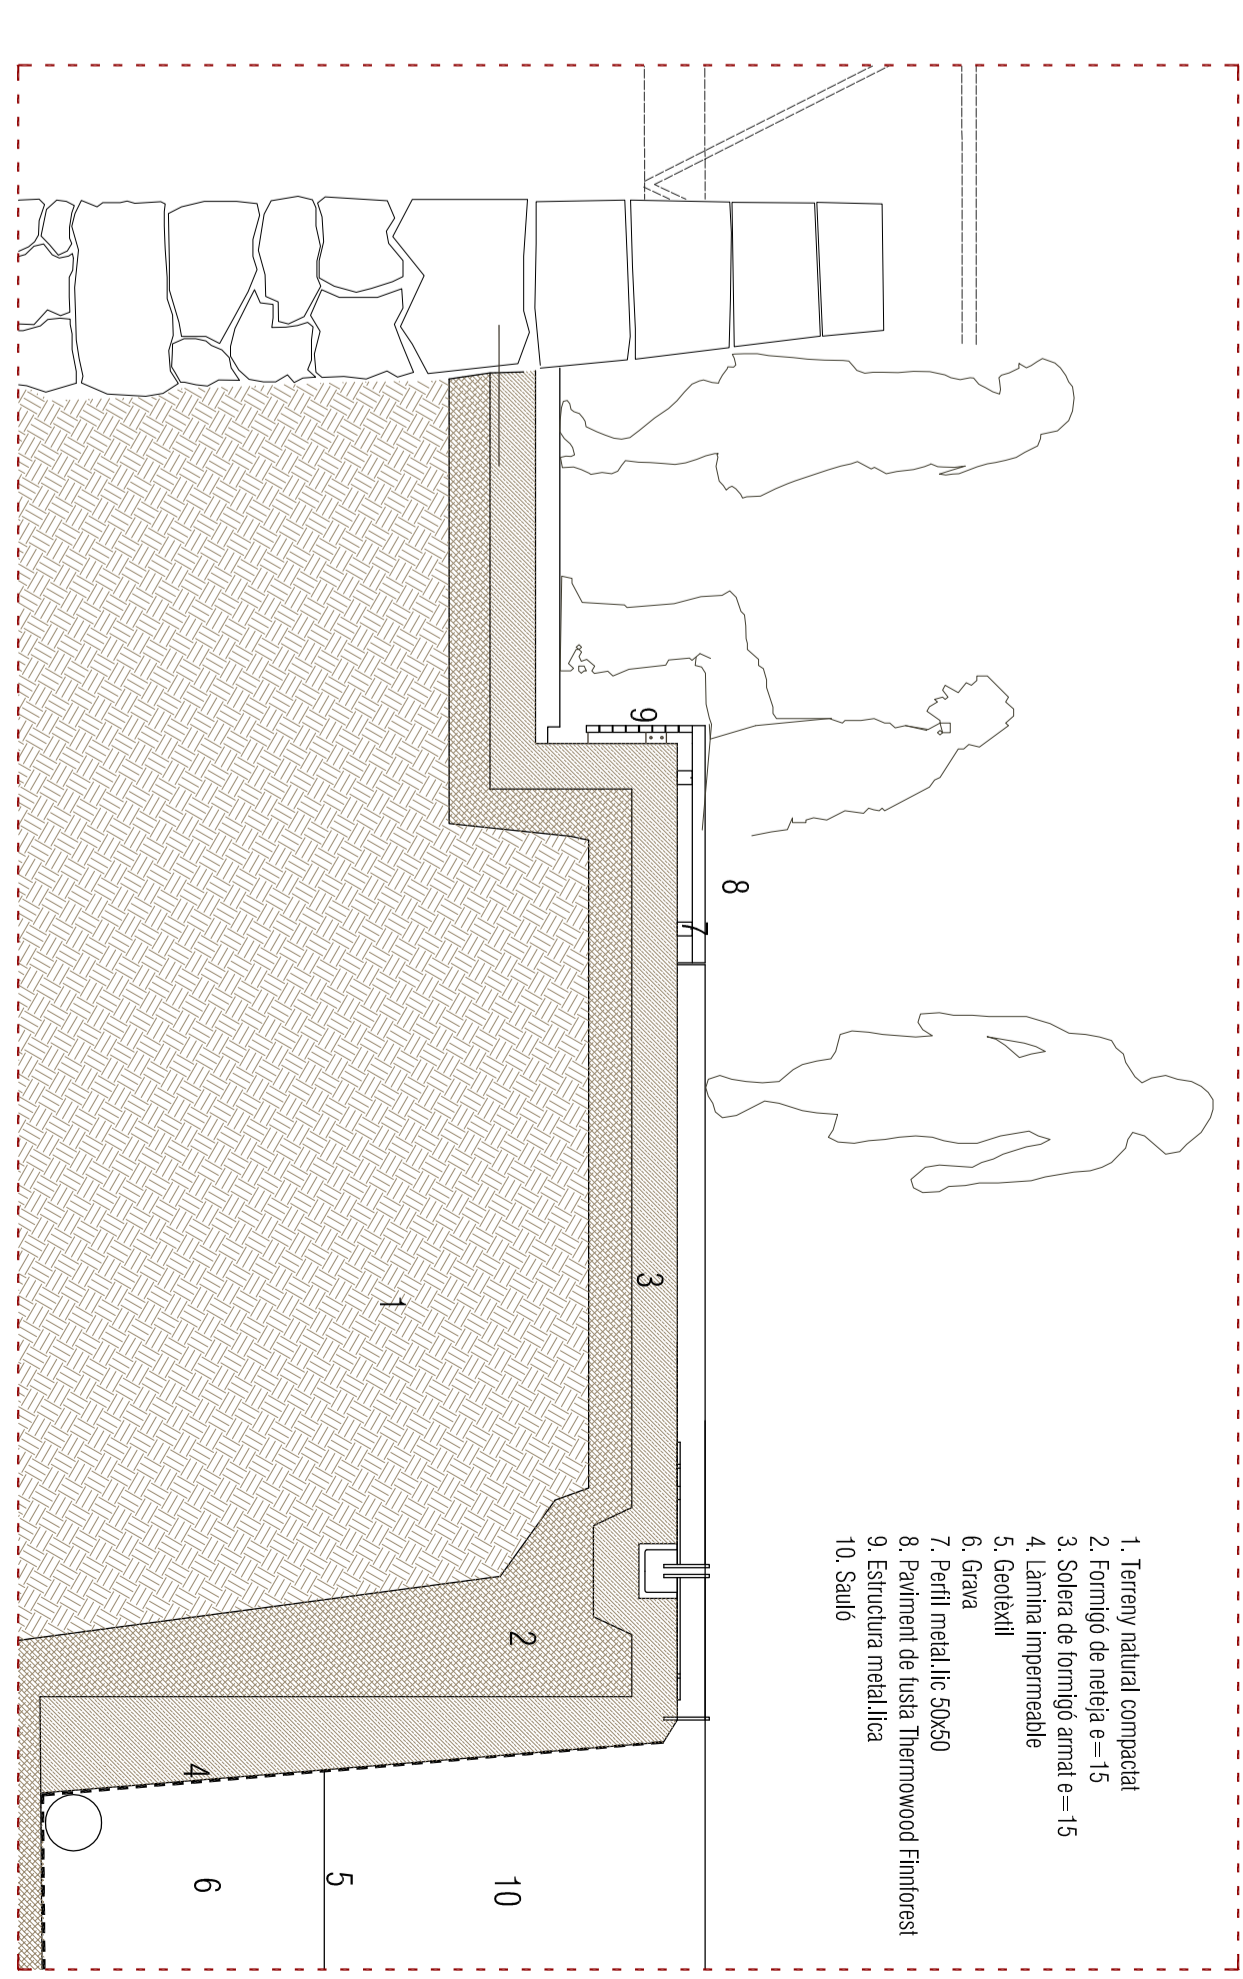 1. Terreny natural compactat
2. Formigó de neteja e=15
3. Solera de formigó armat e=15
4. Làmina impermeable
5. Geotèxtil
6. Grava
7. Perfil metal.lic 50x50
8. Paviment de fusta Thermowood Finnforest
9. Estructura metal.lica
10. Sauló
9
8
7
3
1
2
4
6
5
10